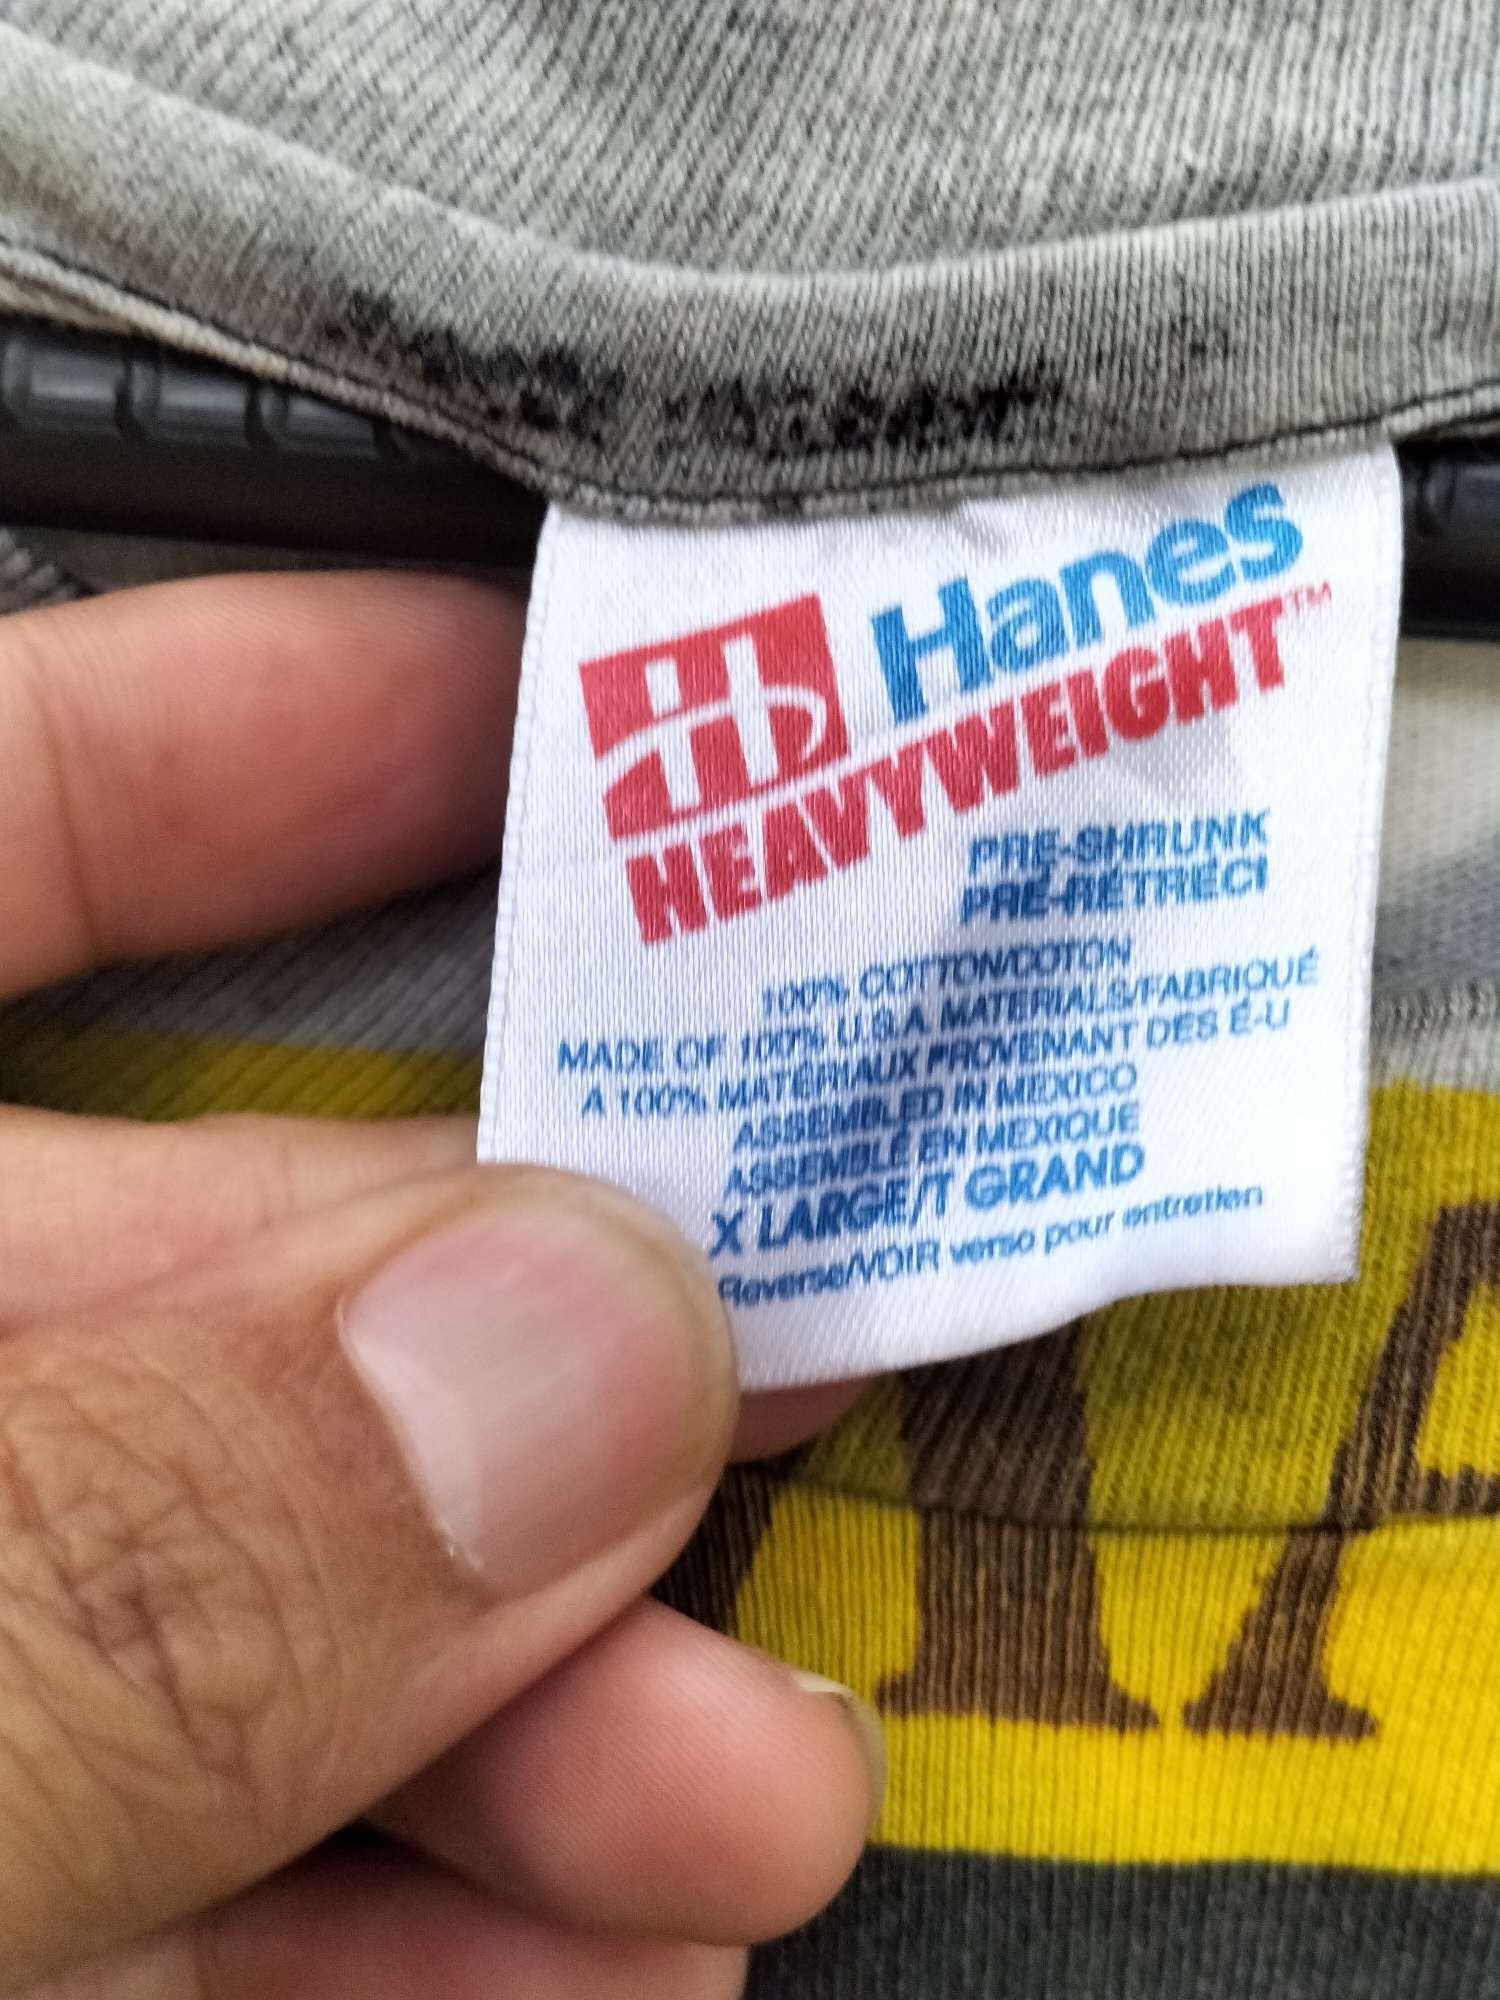 Hanes
HEAVYWEIGHT™
PRE-SHRUNK
PRÉ-RÉTRÉCI
100% COTTON/COTON
MADE OF 100% U.S.A MATERIALS/FABRIQUÉ
A 100% MATÉRIAUX PROVENANT DES É-U
ASSEMBLED IN MEXICO
ASSEMBLÉ EN MEXIQUE
X LARGE/T GRAND
Reverse/VOIR verso pour entretien